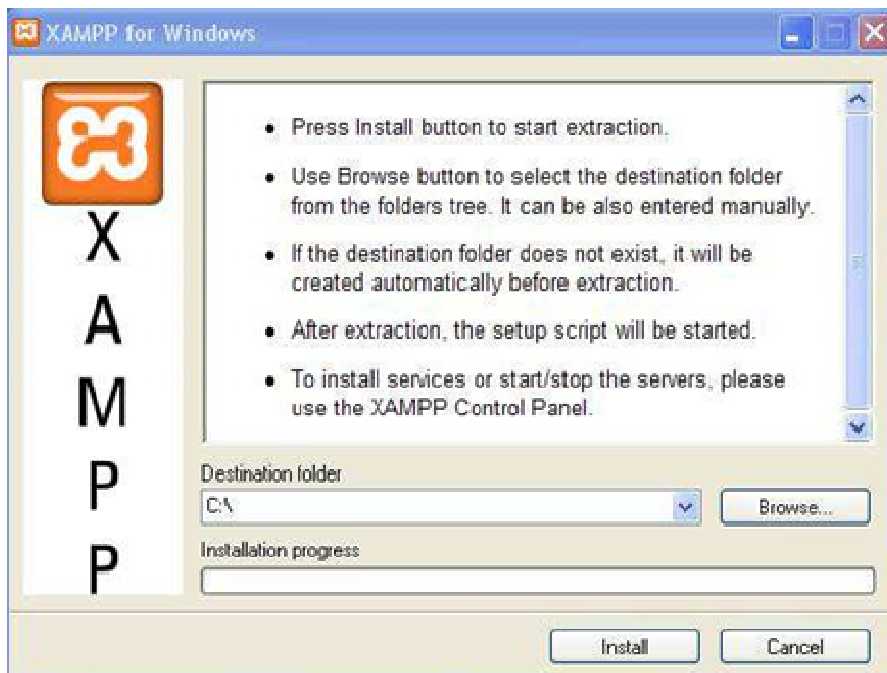 XAMPP for Windows
• Press Install button to start extraction.
• Use Browse button to select the destination folder
from the folders tree. It can be also entered manually.
• If the destination folder does not exist, it will be
created automatically before extraction.
• After extraction, the setup script will be started.
• To install services or start/stop the servers, please
use the XAMPP Control Panel.
X
A
M
P
P
Destination folder
C:\
Browse...
Installation progress
Install
Cancel